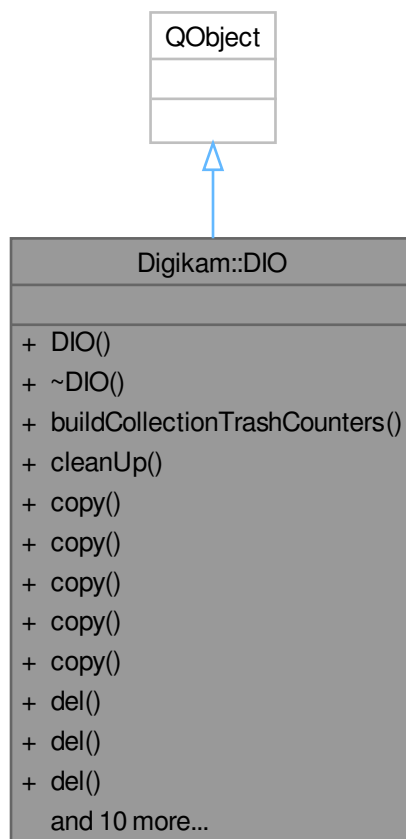 QObject
Digikam::DIO
+ DIO()
+ ~DIO()
+ buildCollectionTrashCounters()
+ cleanUp()
+ copy()
+ copy()
+ copy()
+ copy()
+ copy()
+ del()
+ del()
+ del()
and 10 more...